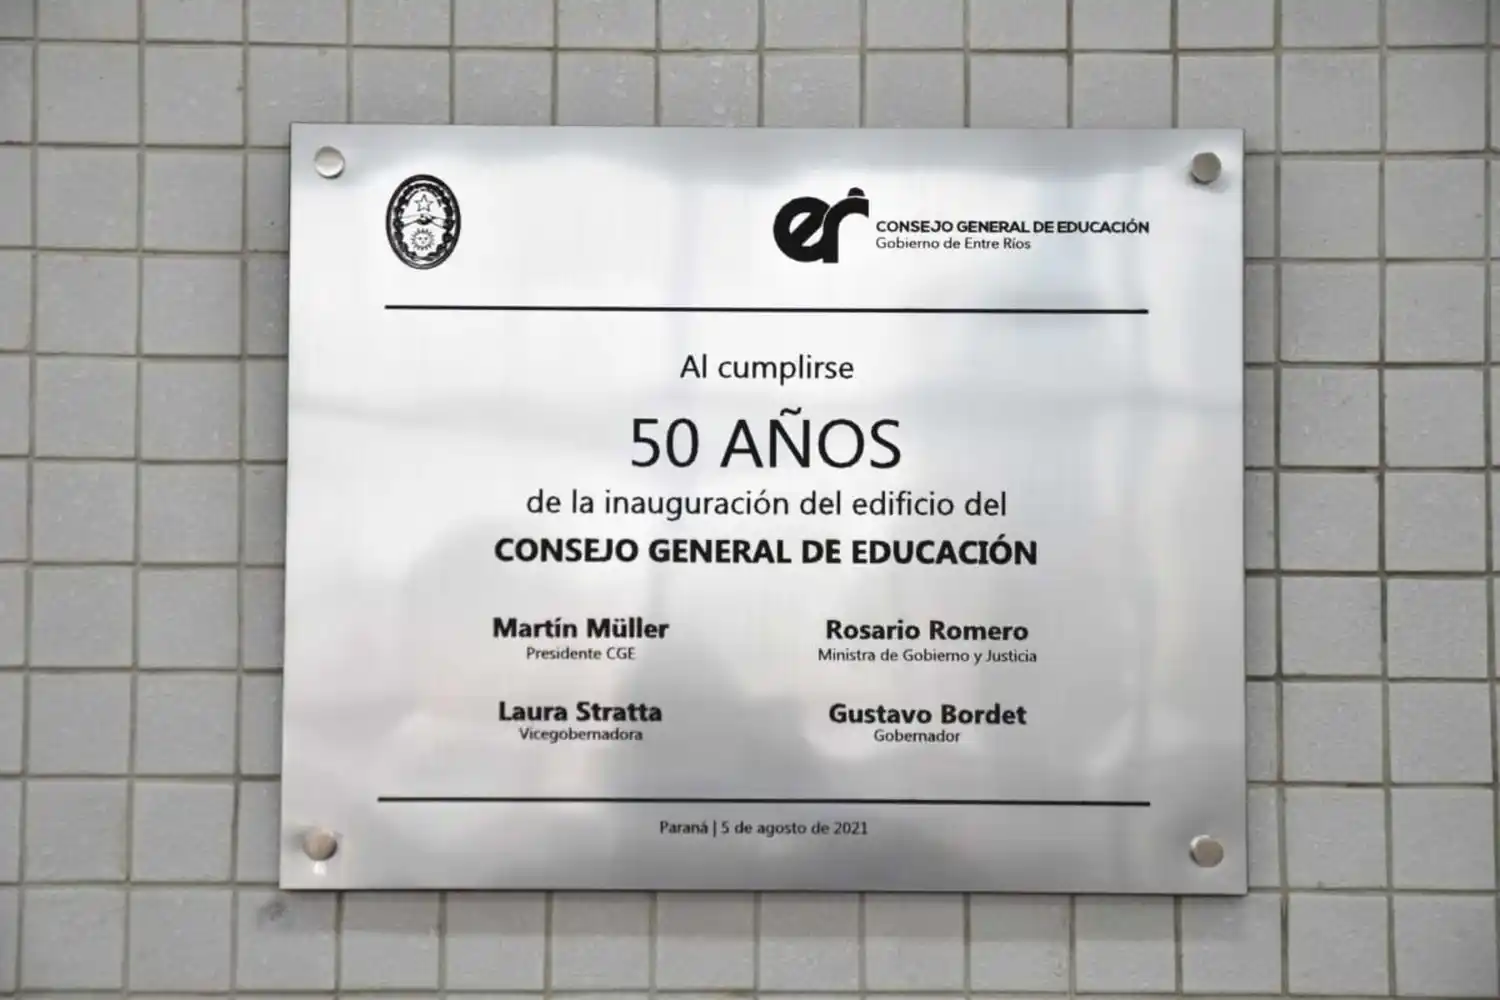 er CONSEJO GENERAL DE EDUCACIÓN
Gobierno de Entre Ríos
Al cumplirse
50 AÑOS
de la inauguración del edificio del
CONSEJO GENERAL DE EDUCACIÓN
Martín Müller
Presidente CGE
Rosario Romero
Ministra de Gobierno y Justicia
Laura Stratta
Vicegobernadora
Gustavo Bordet
Gobernador
Paraná | 5 de agosto de 2021